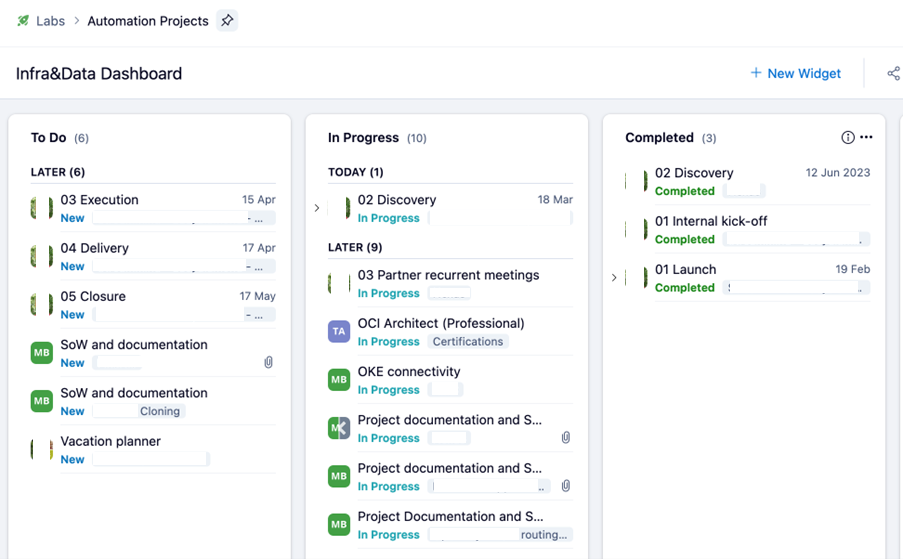 Labs > Automation Projects
Infra&Data Dashboard
+ New Widget
To Do (6)
LATER (6)
03 Execution 15 Apr
New - ...
04 Delivery 17 Apr
New - ...
05 Closure 17 May
New - ...
MB SoW and documentation
New
MB SoW and documentation
New Cloning
Vacation planner
New
In Progress (10)
TODAY (1)
02 Discovery 18 Mar
In Progress
LATER (9)
03 Partner recurrent meetings
In Progress
TA OCI Architect (Professional)
In Progress Certifications
MB OKE connectivity
In Progress
Project documentation and S...
In Progress
MB Project documentation and S...
In Progress ..
MB Project Documentation and S...
In Progress routing...
Completed (3)
02 Discovery 12 Jun 2023
Completed
01 Internal kick-off
Completed .
01 Launch 19 Feb
Completed ..